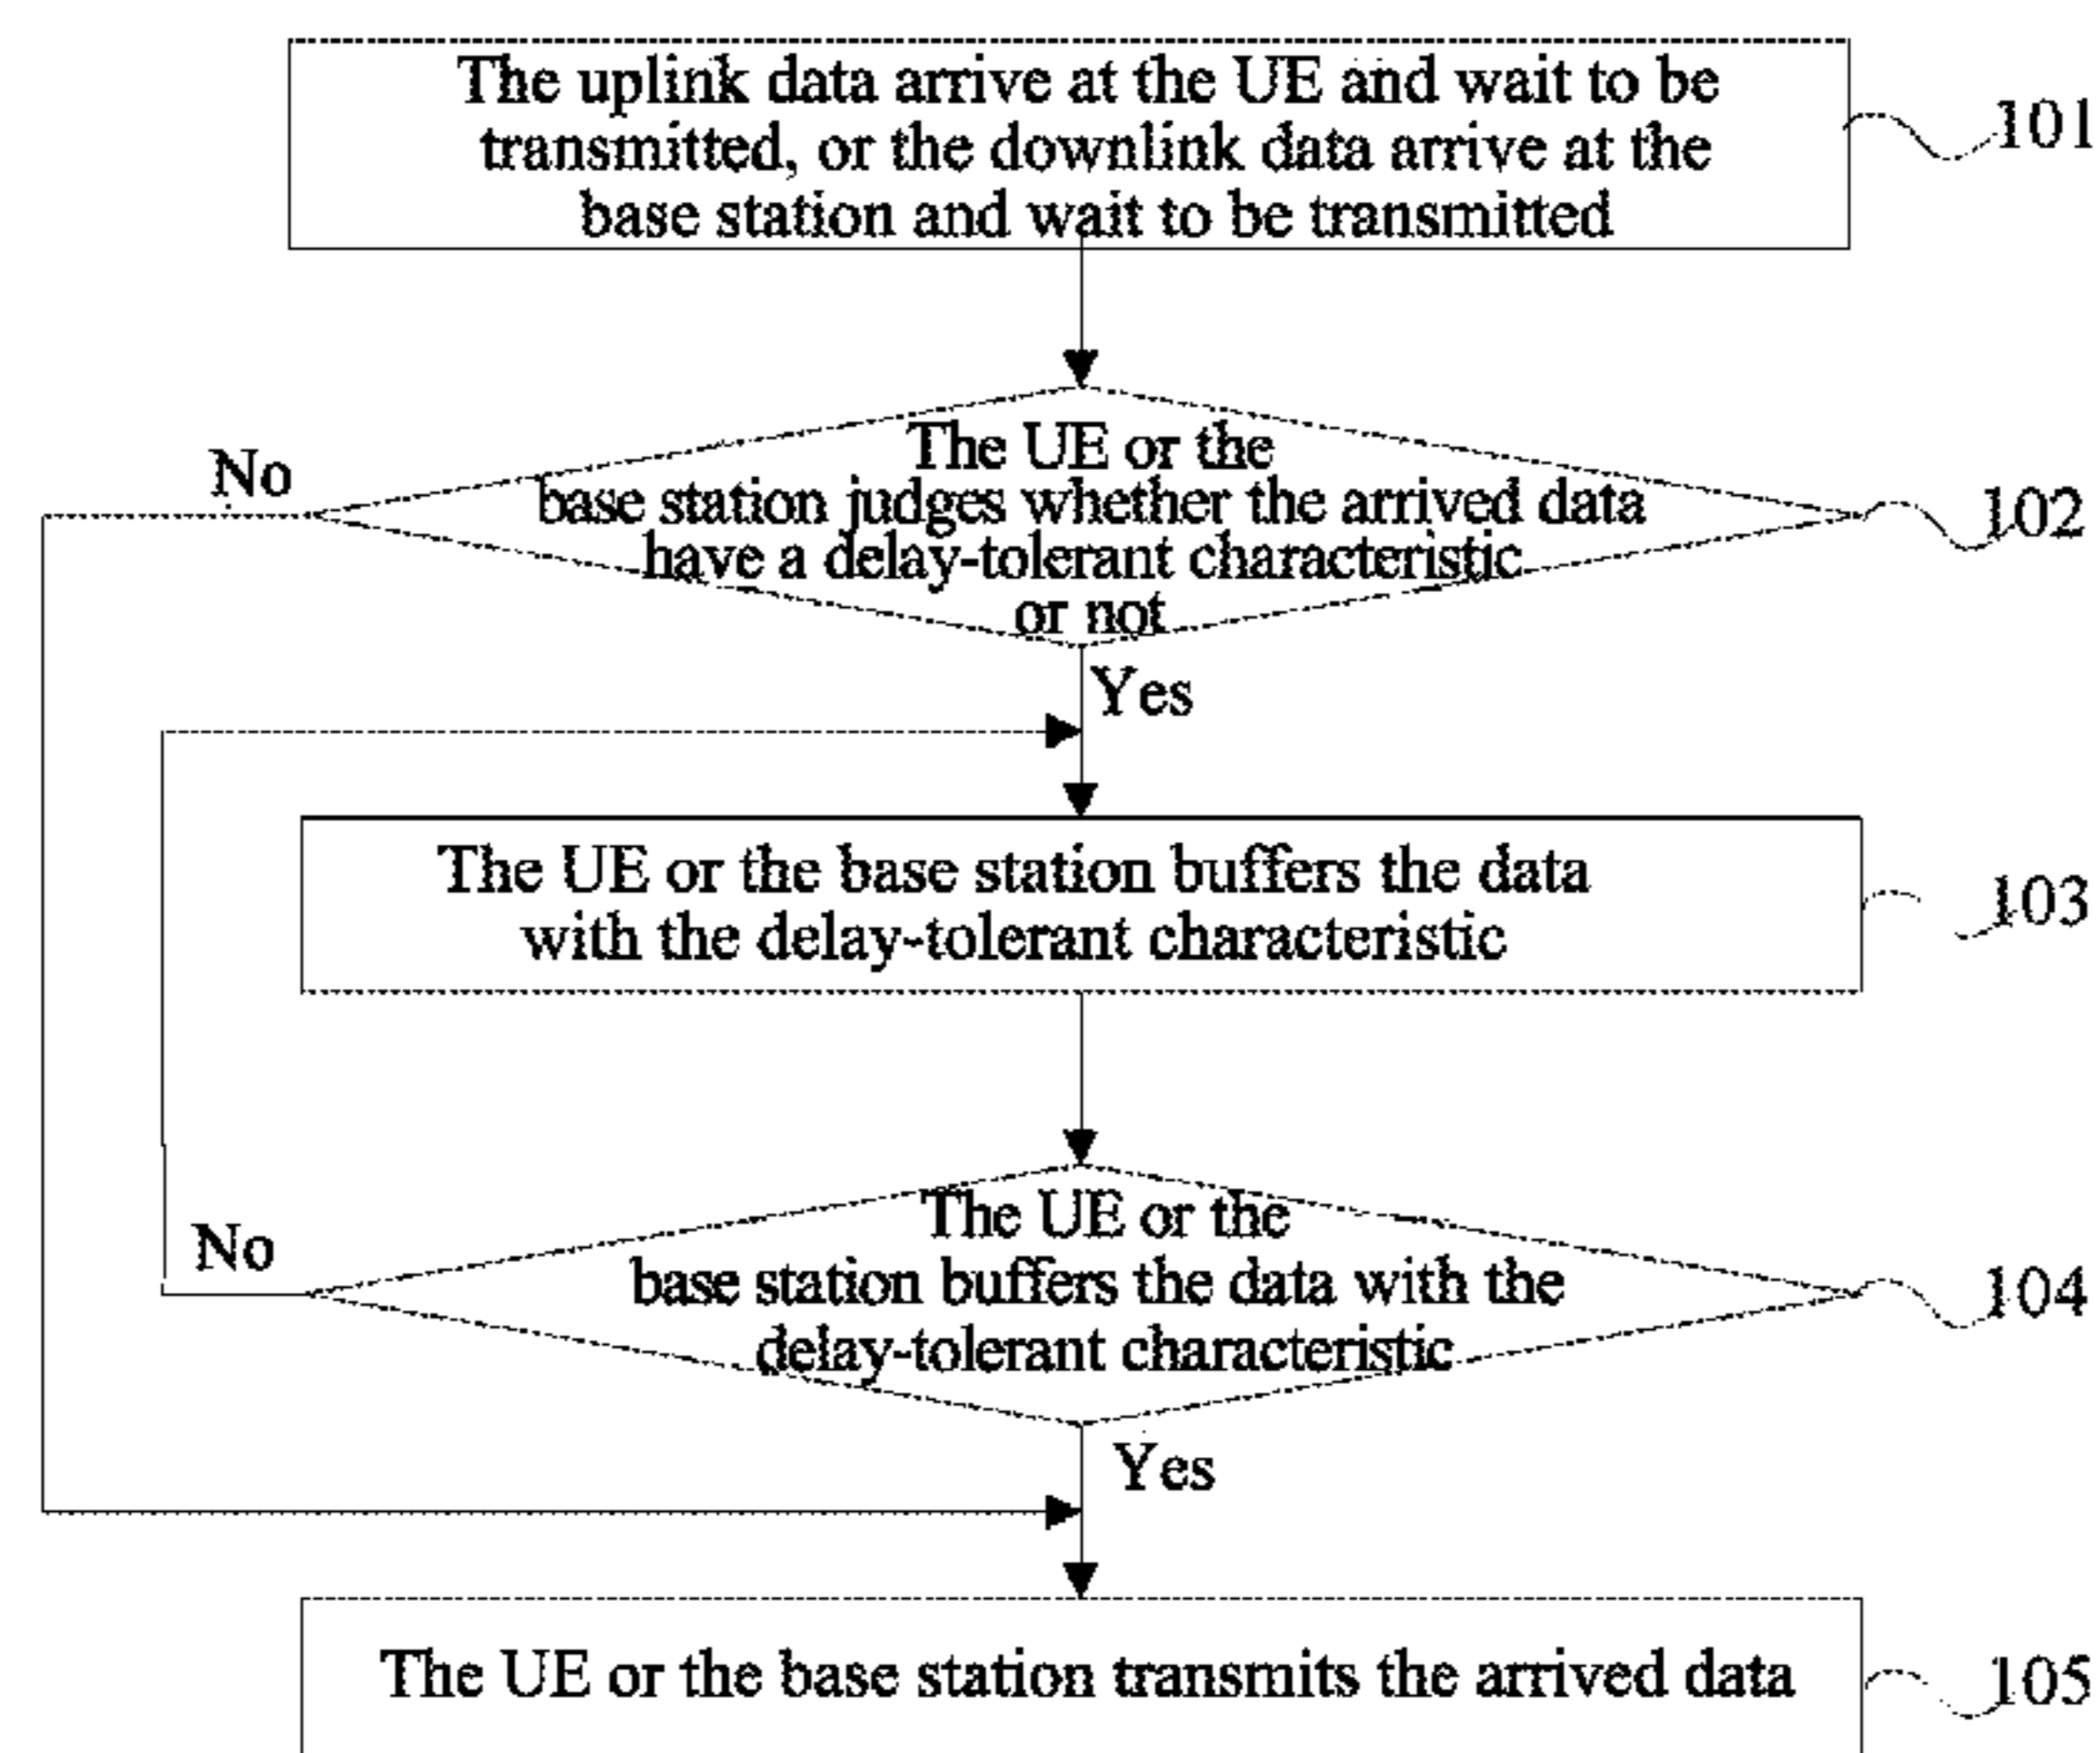 The uplink data arrive at the UE and wait to be
transmitted, or the downlink data arrive at the
base station and wait to be transmitted
101
The UE or the
base station judges whether the arrived data
have a delay-tolerant characteristic
or not
No
102
Yes
The UE or the base station buffers the data
with the delay-tolerant characteristic
103
The UE or the
base station buffers the data with the
delay-tolerant characteristic
No
104
Yes
The UE or the base station transmits the arrived data
105